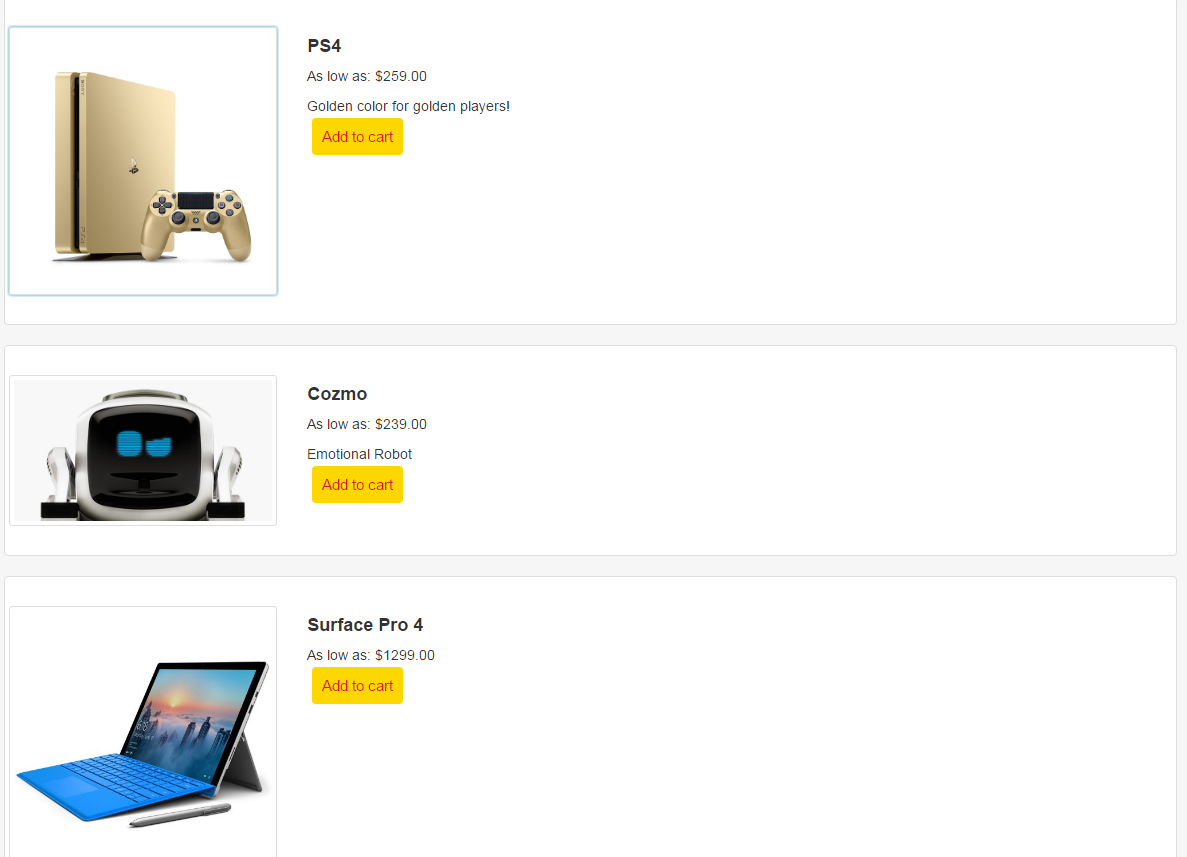 PS4
As low as: $259.00
Golden color for golden players!
Add to cart
Cozmo
As low as: $239.00
Emotional Robot
Add to cart
Surface Pro 4
As low as: $1299.00
Add to cart